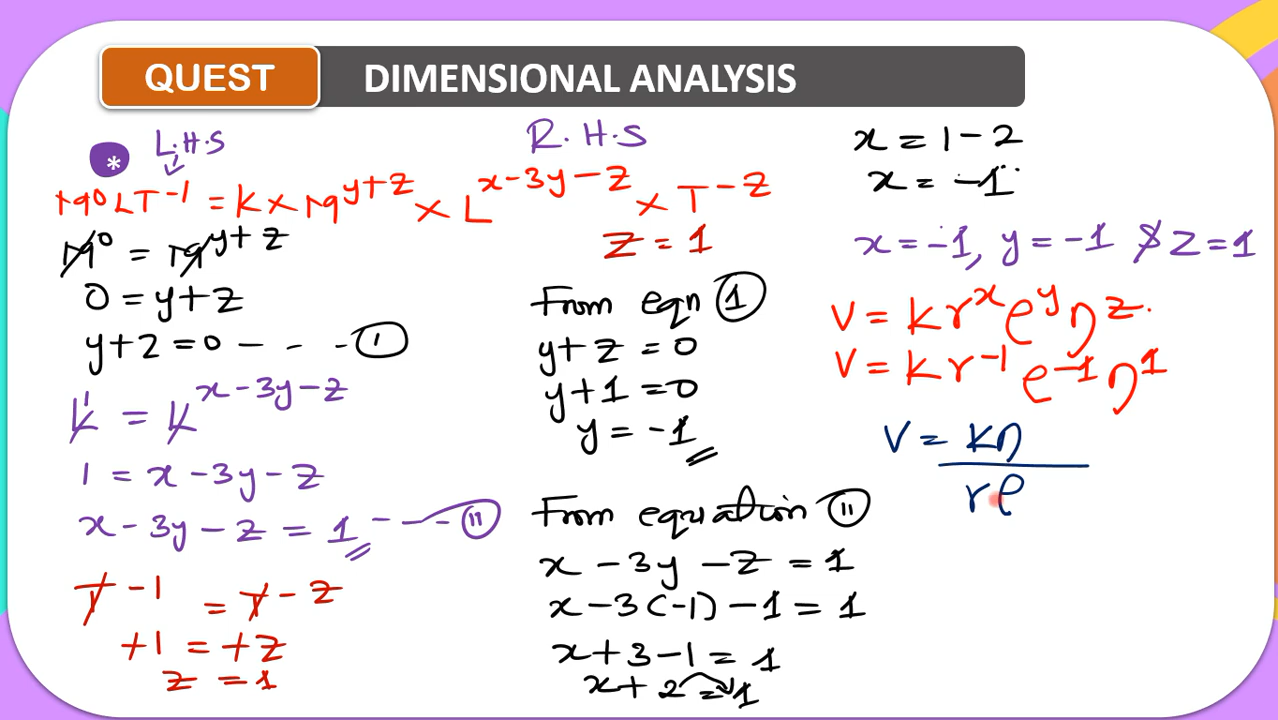 QUEST DIMENSIONAL ANALYSIS
* L.H.S
M⁰LT⁻¹ = K × M^(y+z) × L^(x-3y-z) × T^(-z)
M⁰ = M^(y+z)
0 = y+z
y+z = 0 - - - (1)
L¹ = L^(x-3y-z)
1 = x-3y-z
x-3y-z = 1 - - - (11)
T⁻¹ = T^(-z)
+1 = +z
z = 1
R.H.S
z = 1
From eqn (1)
y+z = 0
y+1 = 0
y = -1
From equation (11)
x-3y-z = 1
x-3(-1)-1 = 1
x+3-1 = 1
x+2 = 1
x = 1-2
x = -1
x = -1, y = -1 & z = 1
V = K r^x ρ^y η^z.
V = K r⁻¹ ρ⁻¹ η¹
V = Kη
rρ